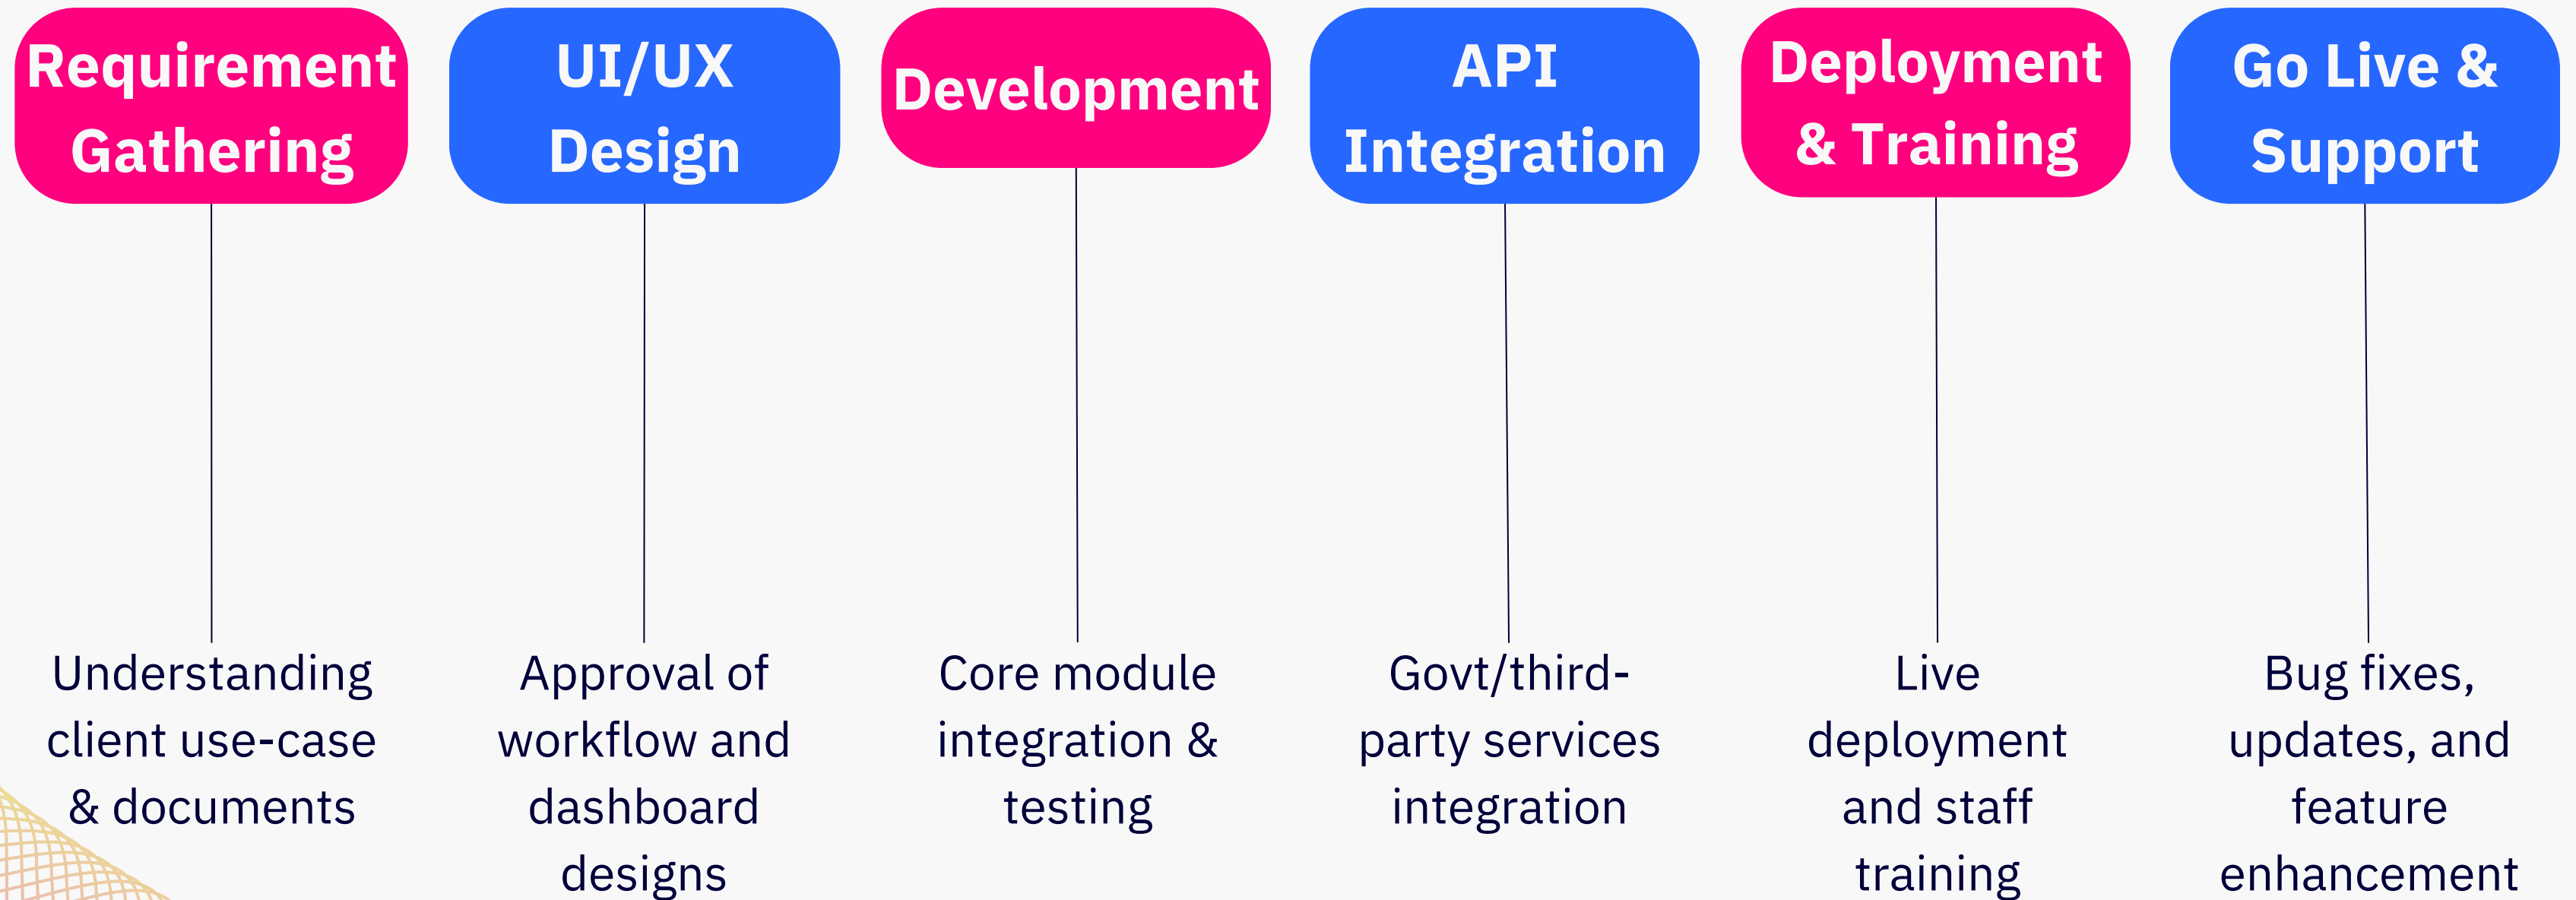 Requirement
Gathering
Understanding
client use-case
& documents
UI/UX
Design
Approval of
workflow and
dashboard
designs
Development
Core module
integration &
testing
API
Integration
Govt/third-
party services
integration
Deployment
& Training
Live
deployment
and staff
training
Go Live &
Support
Bug fixes,
updates, and
feature
enhancement